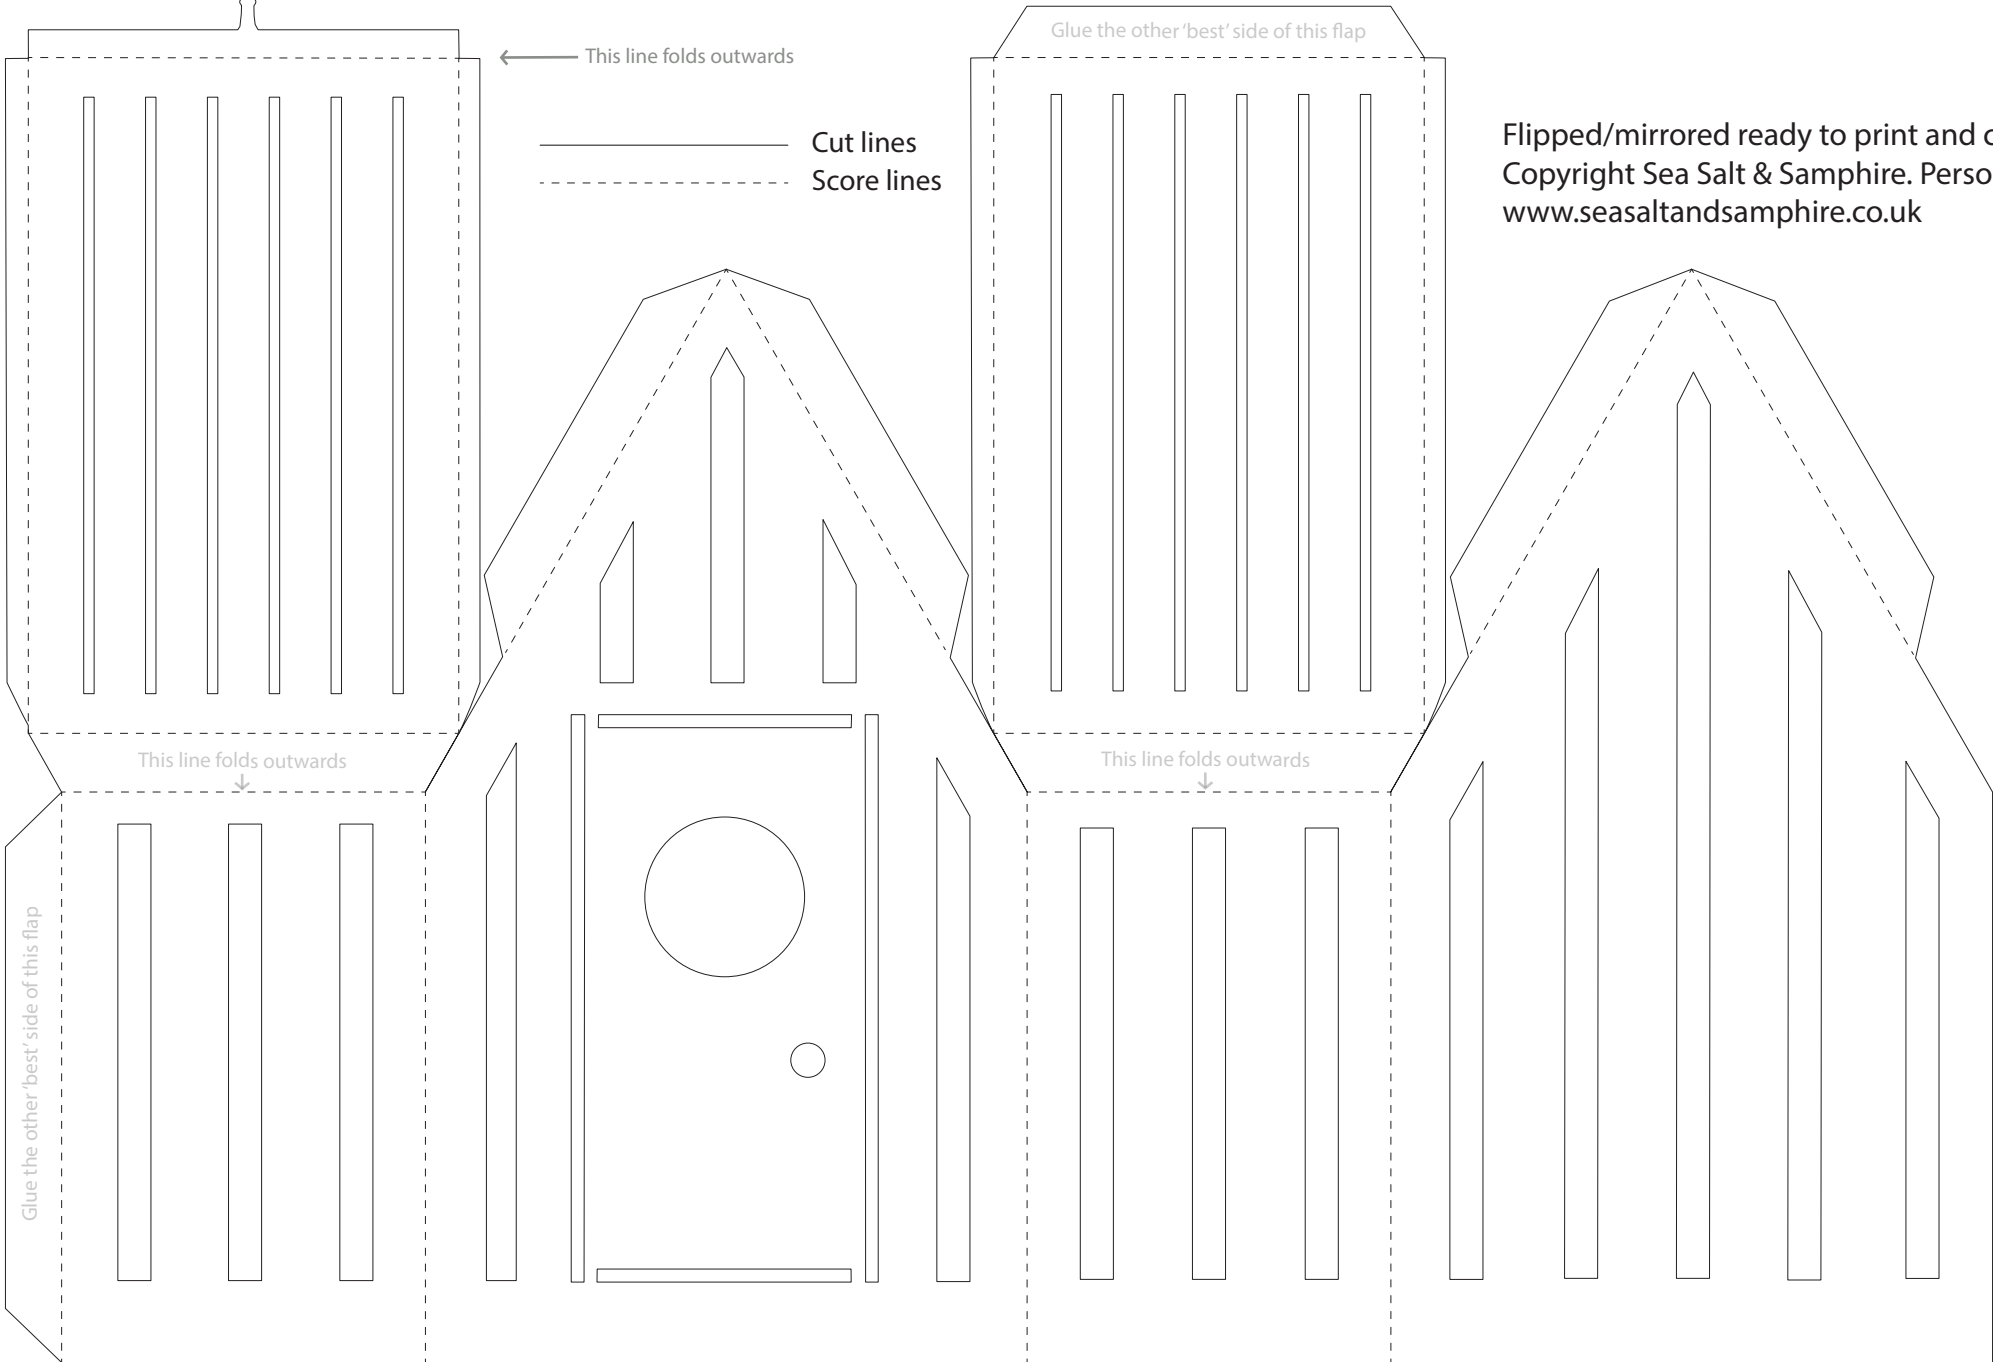 Glue the other ‘best’ side of this flap
This line folds outwards
Cut lines
Score lines
Flipped/mirrored ready to print and
Copyright Sea Salt & Samphire.
www.seasaltandsamphire.co.uk
This line folds outwards
This line folds outwards
Glue the other ‘best’ side of this flap